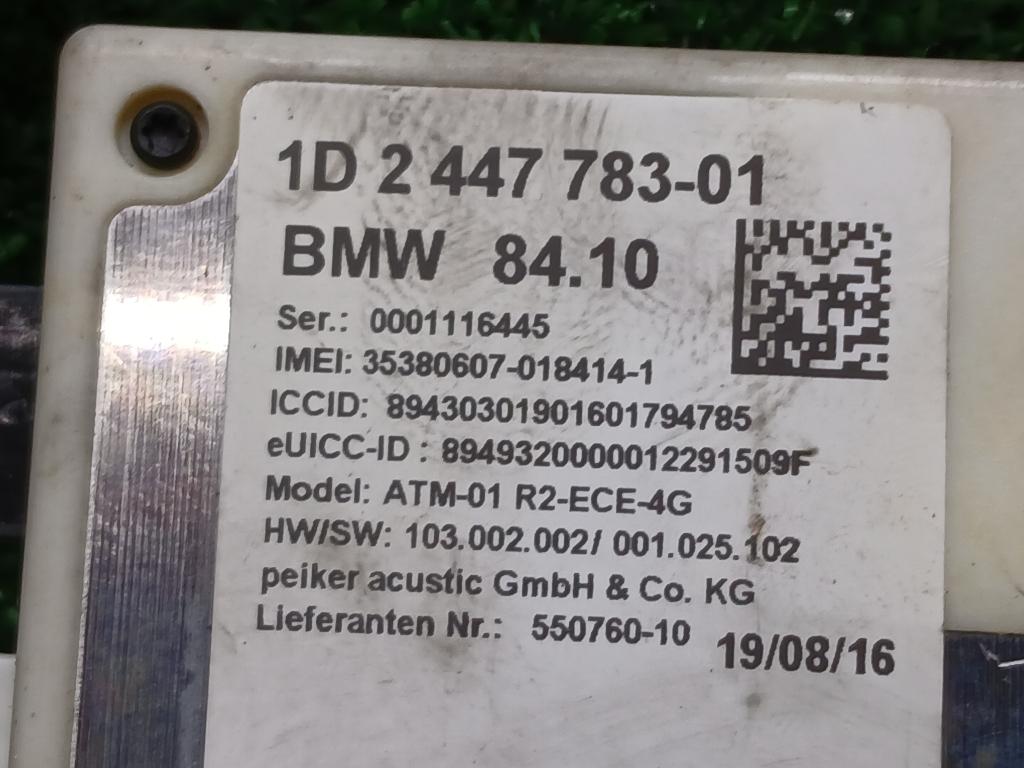 1D 2 447 783-01
BMW 84.10
Ser.: 0001116445
IMEI: 35380607-018414-1
ICCID: 89430301901601794785
eUICC-ID : 8949320000012291509F
Model: ATM-01 R2-ECE-4G
HW/SW: 103.002.002/ 001.025.102
peiker acustic GmbH & Co. KG
Lieferanten Nr.: 550760-10 19/08/16